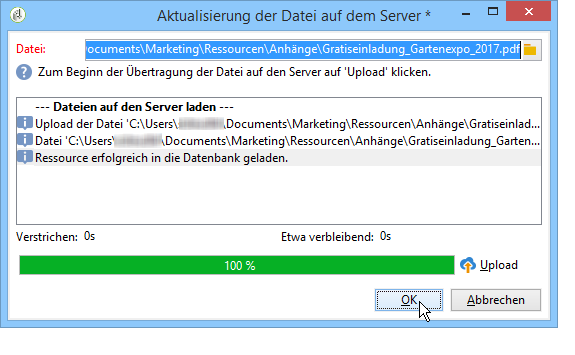 Aktualisierung der Datei auf dem Server *
Datei: Documents\Marketing\Ressourcen\Anhänge\Gratiseinladung_Gartenexpo_2017.pdf
Zum Beginn der Übertragung der Datei auf den Server auf 'Upload' klicken.
--- Dateien auf den Server laden ---
Upload der Datei 'C:\Users\ \Documents\Marketing\Ressourcen\Anhänge\Gratiseinlad...
Datei 'C:\Users\ \Documents\Marketing\Ressourcen\Anhänge\Gratiseinladung_Garten...
Ressource erfolgreich in die Datenbank geladen.
Verstrichen: 0s Etwa verbleibend: 0s
100 % Upload
OK Abbrechen